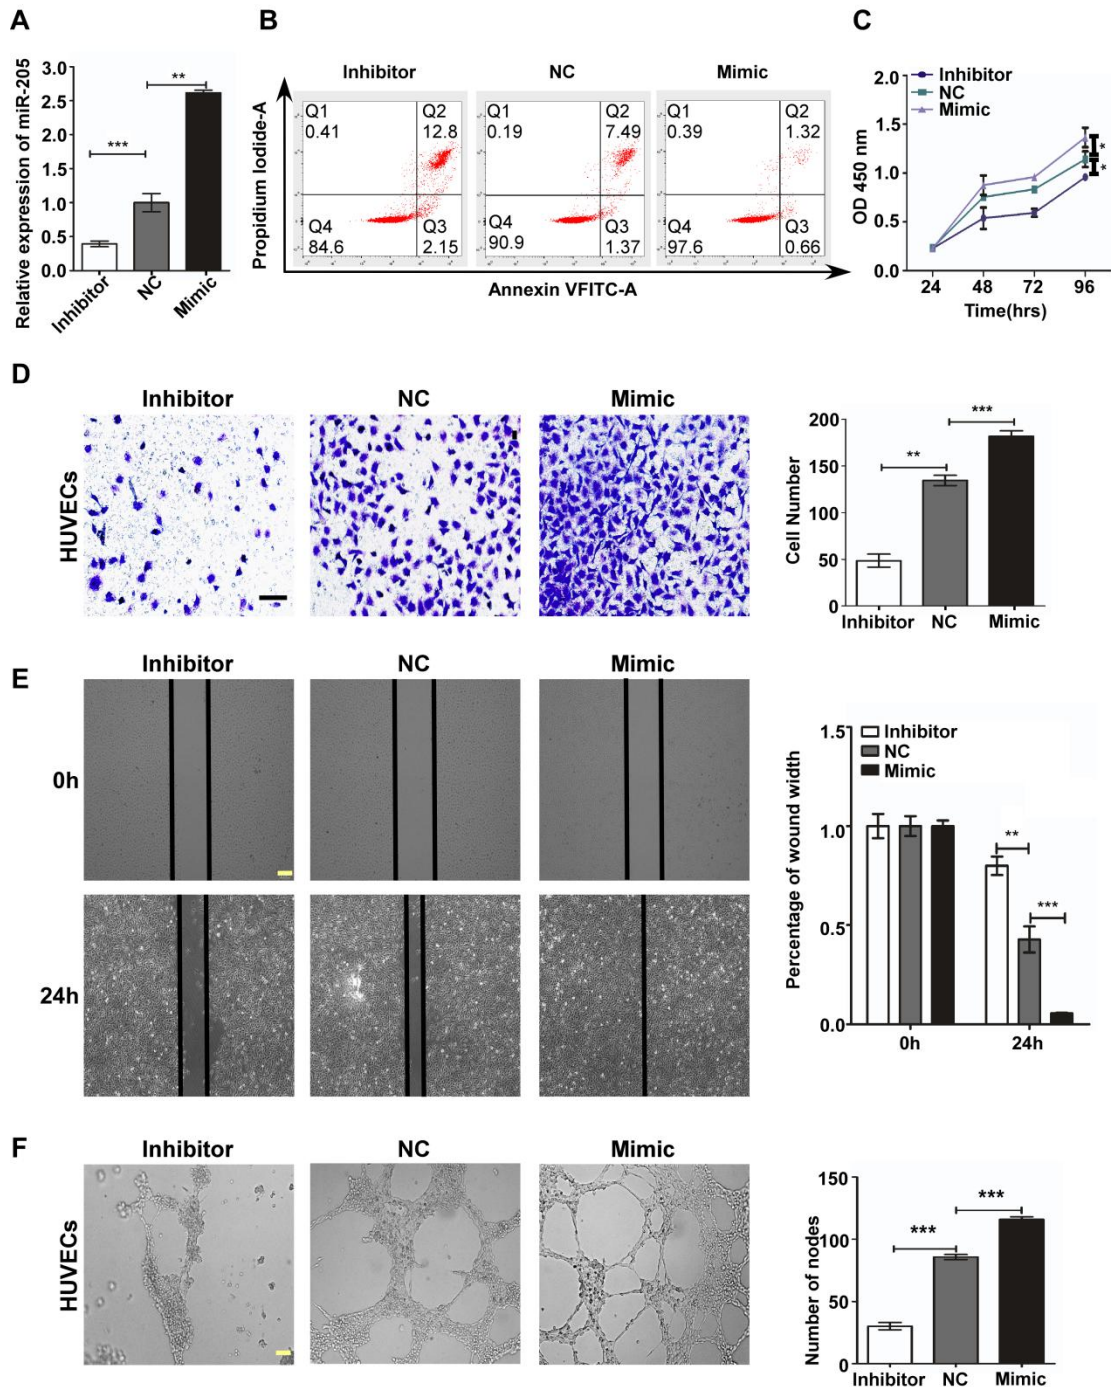 A
Relative expression of miR-205
3.0
2.5
2.0
1.5
1.0
0.5
0.0
***
**
Inhibitor
NC
Mimic
B
Inhibitor
NC
Mimic
Propidium Iodide-A
Q1
0.41
Q2
12.8
Q4
84.6
Q3
2.15
Q1
0.19
Q2
7.49
Q4
90.9
Q3
1.37
Q1
0.39
Q2
1.32
Q4
97.6
Q3
0.66
Annexin VFITC-A
C
OD 450 nm
2.0
1.5
1.0
0.5
0.0
Inhibitor
NC
Mimic
*
*
24
48
72
96
Time(hrs)
D
Inhibitor
NC
Mimic
HUVECs
Cell Number
200
150
100
50
0
**
***
Inhibitor
NC
Mimic
E
Inhibitor
NC
Mimic
0h
24h
Percentage of wound width
1.5
1.0
0.5
0.0
Inhibitor
NC
Mimic
**
***
0h
24h
F
Inhibitor
NC
Mimic
HUVECs
Number of nodes
150
100
50
0
***
***
Inhibitor
NC
Mimic